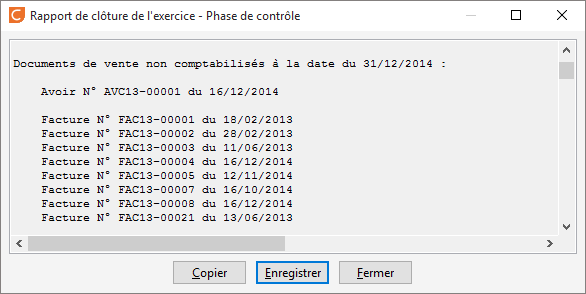 Rapport de clôture de l'exercice - Phase de contrôle
Documents de vente non comptabilisés à la date du 31/12/2014 :
Avoir N° AVC13-00001 du 16/12/2014
Facture N° FAC13-00001 du 18/02/2013
Facture N° FAC13-00002 du 28/02/2013
Facture N° FAC13-00003 du 11/06/2013
Facture N° FAC13-00004 du 16/12/2014
Facture N° FAC13-00005 du 12/11/2014
Facture N° FAC13-00007 du 16/10/2014
Facture N° FAC13-00008 du 16/12/2014
Facture N° FAC13-00021 du 13/06/2013
Copier Enregistrer Fermer